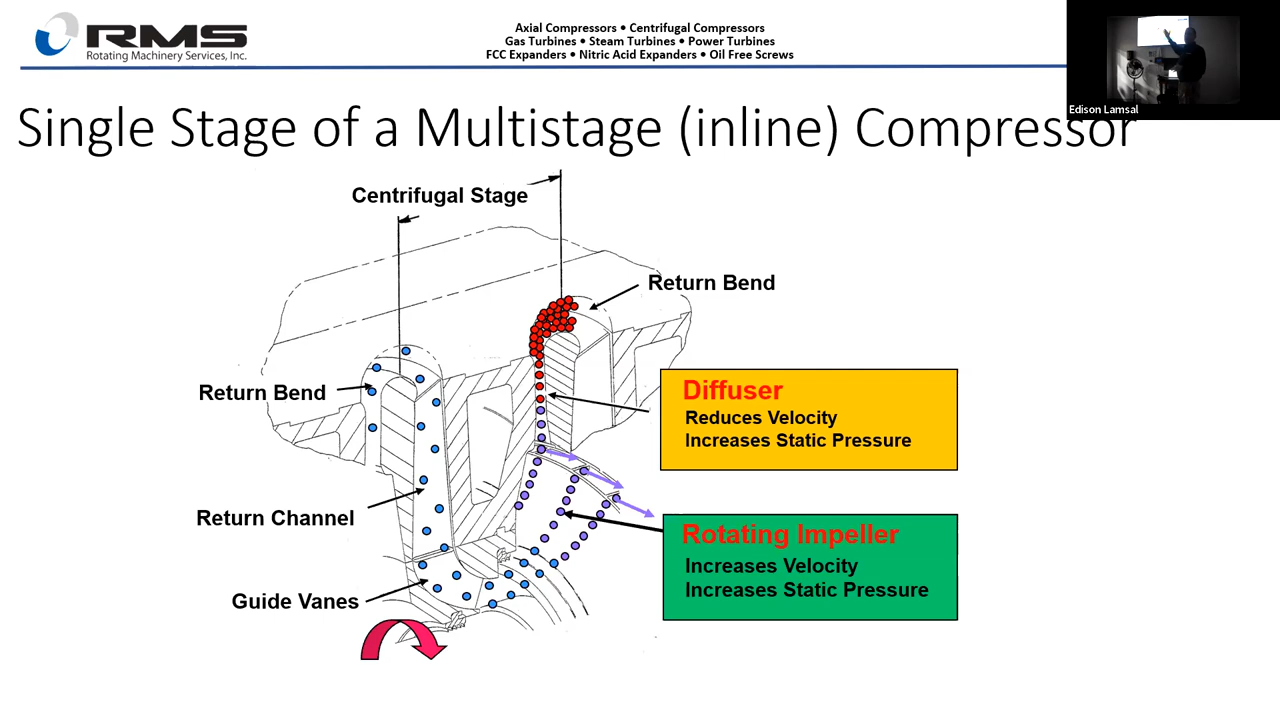 RMS
Rotating Machinery Services, Inc.
Axial Compressors • Centrifugal Compressors
Gas Turbines • Steam Turbines • Power Turbines
FCC Expanders • Nitric Acid Expanders • Oil Free Screws
Edison Lamsal
Single Stage of a Multistage (inline) Compressor
Centrifugal Stage
Return Bend
Return Bend
Diffuser
Reduces Velocity
Increases Static Pressure
Return Channel
Rotating Impeller
Increases Velocity
Increases Static Pressure
Guide Vanes